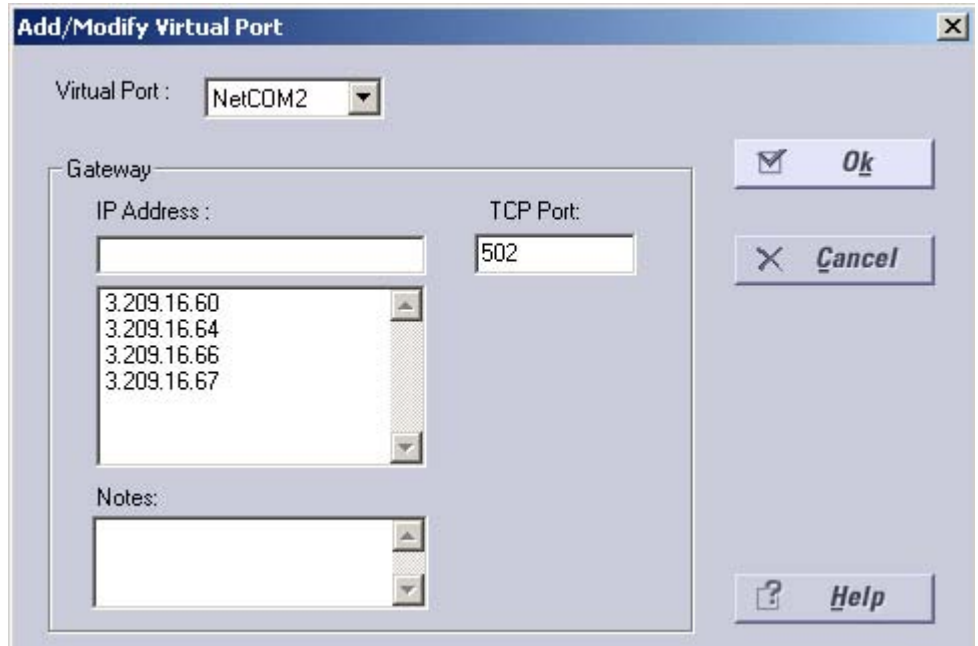 Add/Modify Virtual Port
Virtual Port :
NetCOM2
Gateway
IP Address :
TCP Port:
502
3.209.16.60
3.209.16.64
3.209.16.66
3.209.16.67
Notes:
Ok
Cancel
Help